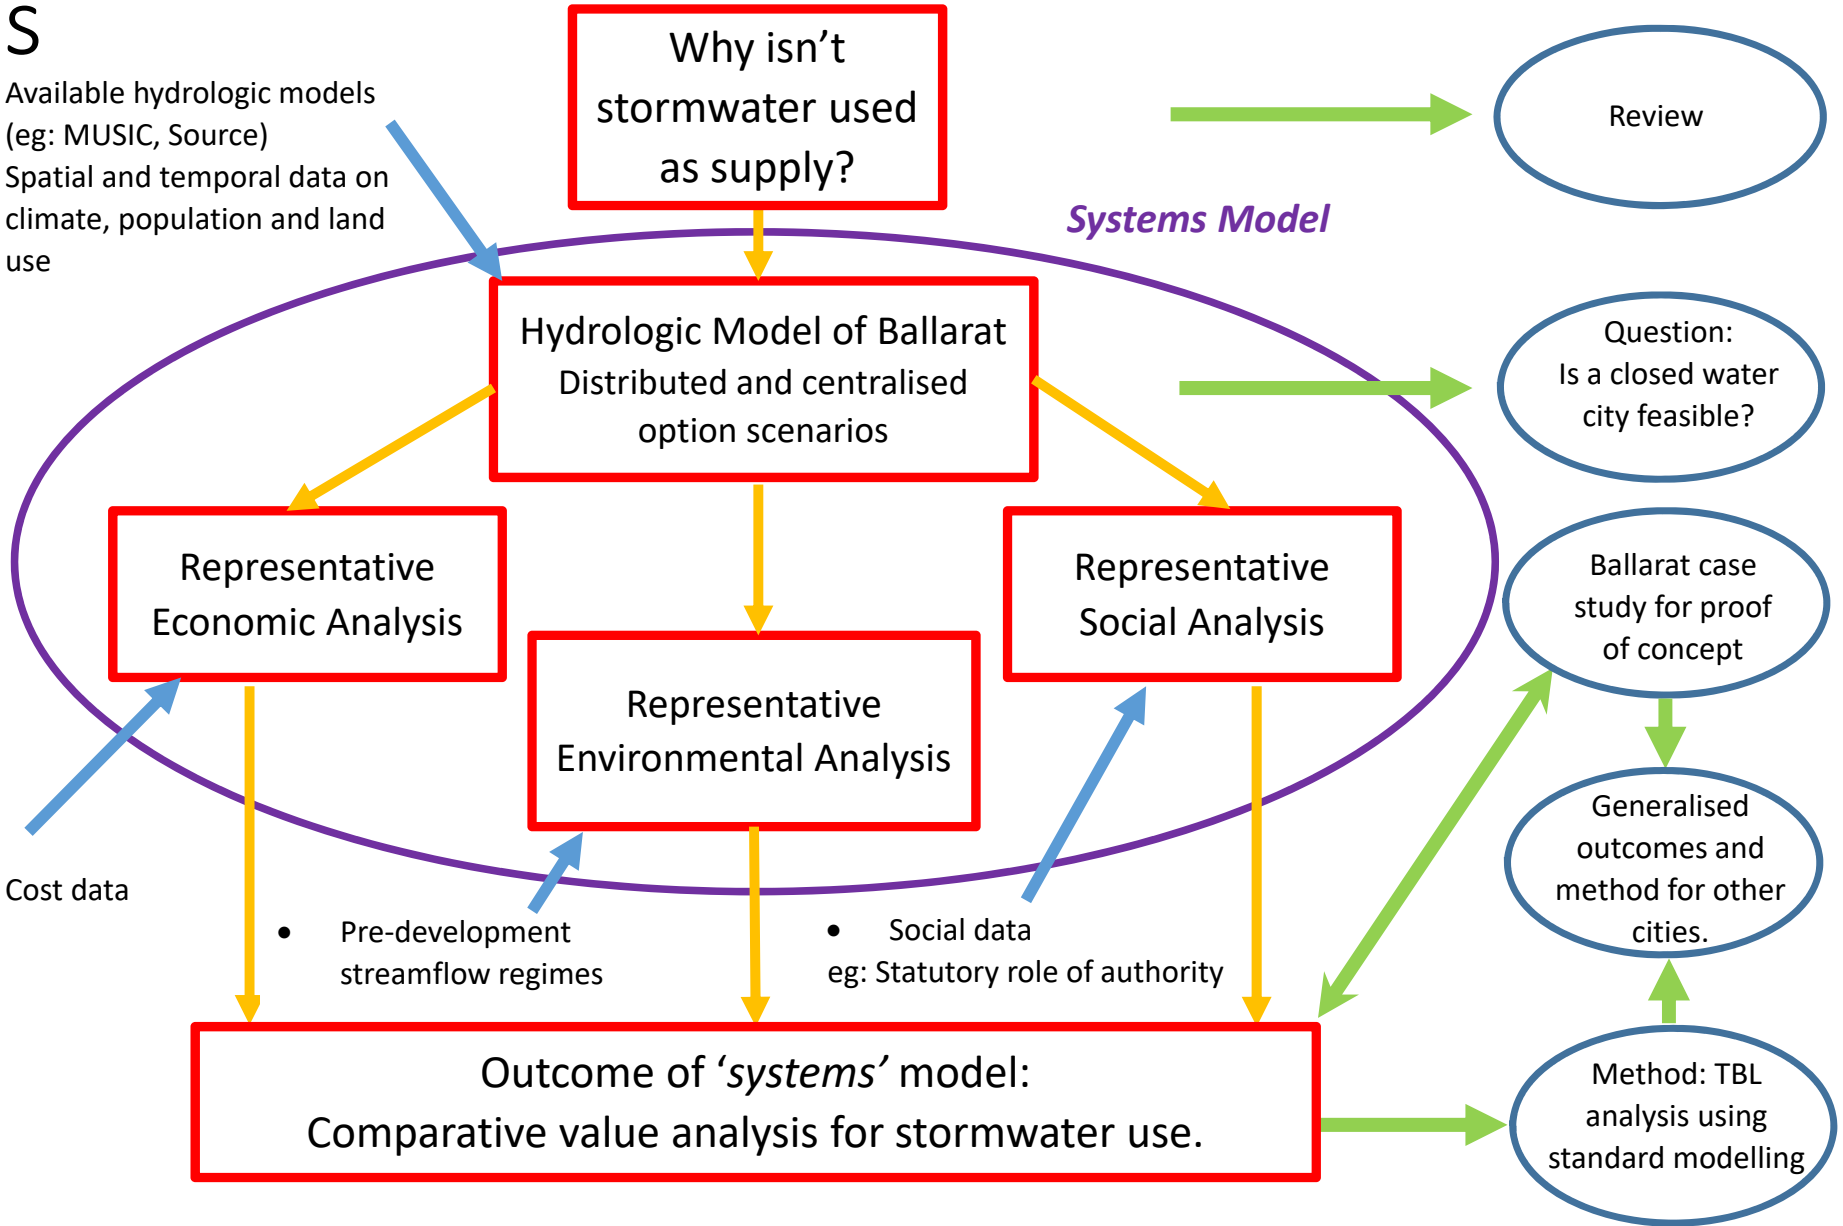 S
Available hydrologic models
(eg: MUSIC, Source)
Spatial and temporal data on
climate, population and land
use
Why isn’t
stormwater used
as supply?
Systems Model
Review
Hydrologic Model of Ballarat
Distributed and centralised
option scenarios
Question:
Is a closed water
city feasible?
Representative
Economic Analysis
Representative
Environmental Analysis
Representative
Social Analysis
Ballarat case
study for proof
of concept
Generalised
outcomes and
method for other
cities.
Cost data
• Pre-development
streamflow regimes
• Social data
eg: Statutory role of authority
Outcome of ‘systems’ model:
Comparative value analysis for stormwater use.
Method: TBL
analysis using
standard modelling